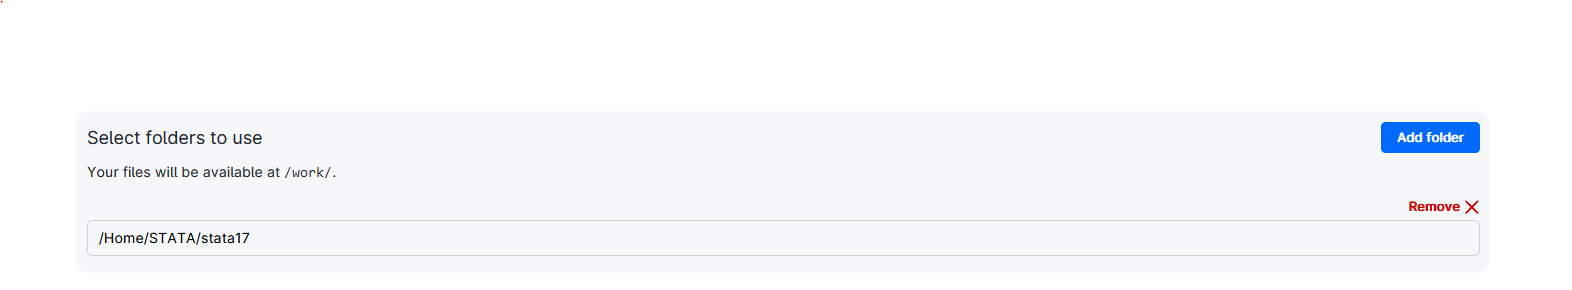 Select folders to use
Add folder
Your files will be available at /work/.
Remove
/Home/STATA/stata17